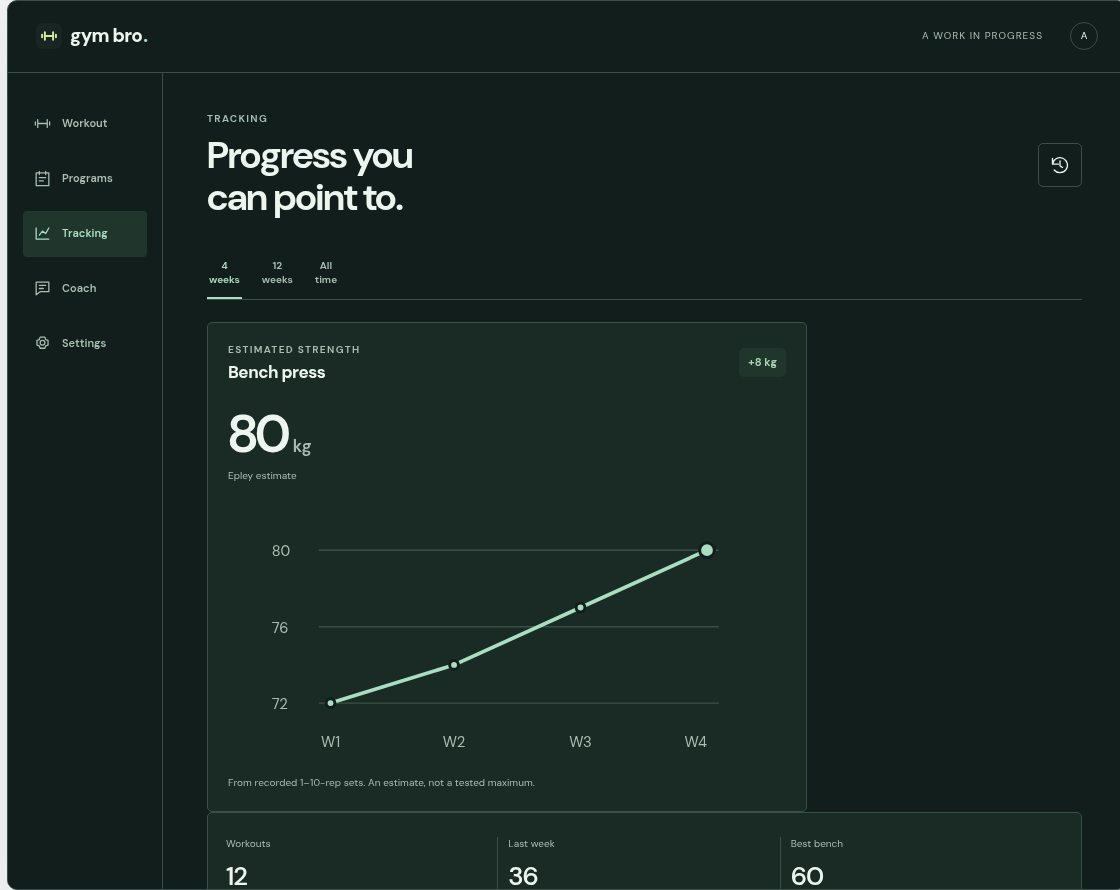 gym bro.
A WORK IN PROGRESS
A
Workout
Programs
Tracking
Coach
Settings
TRACKING
Progress you
can point to.
4
weeks
12
weeks
All
time
ESTIMATED STRENGTH
Bench press
+8 kg
80 kg
Epley estimate
80
76
72
W1
W2
W3
W4
From recorded 1–10-rep sets. An estimate, not a tested maximum.
Workouts
12
Last week
36
Best bench
60